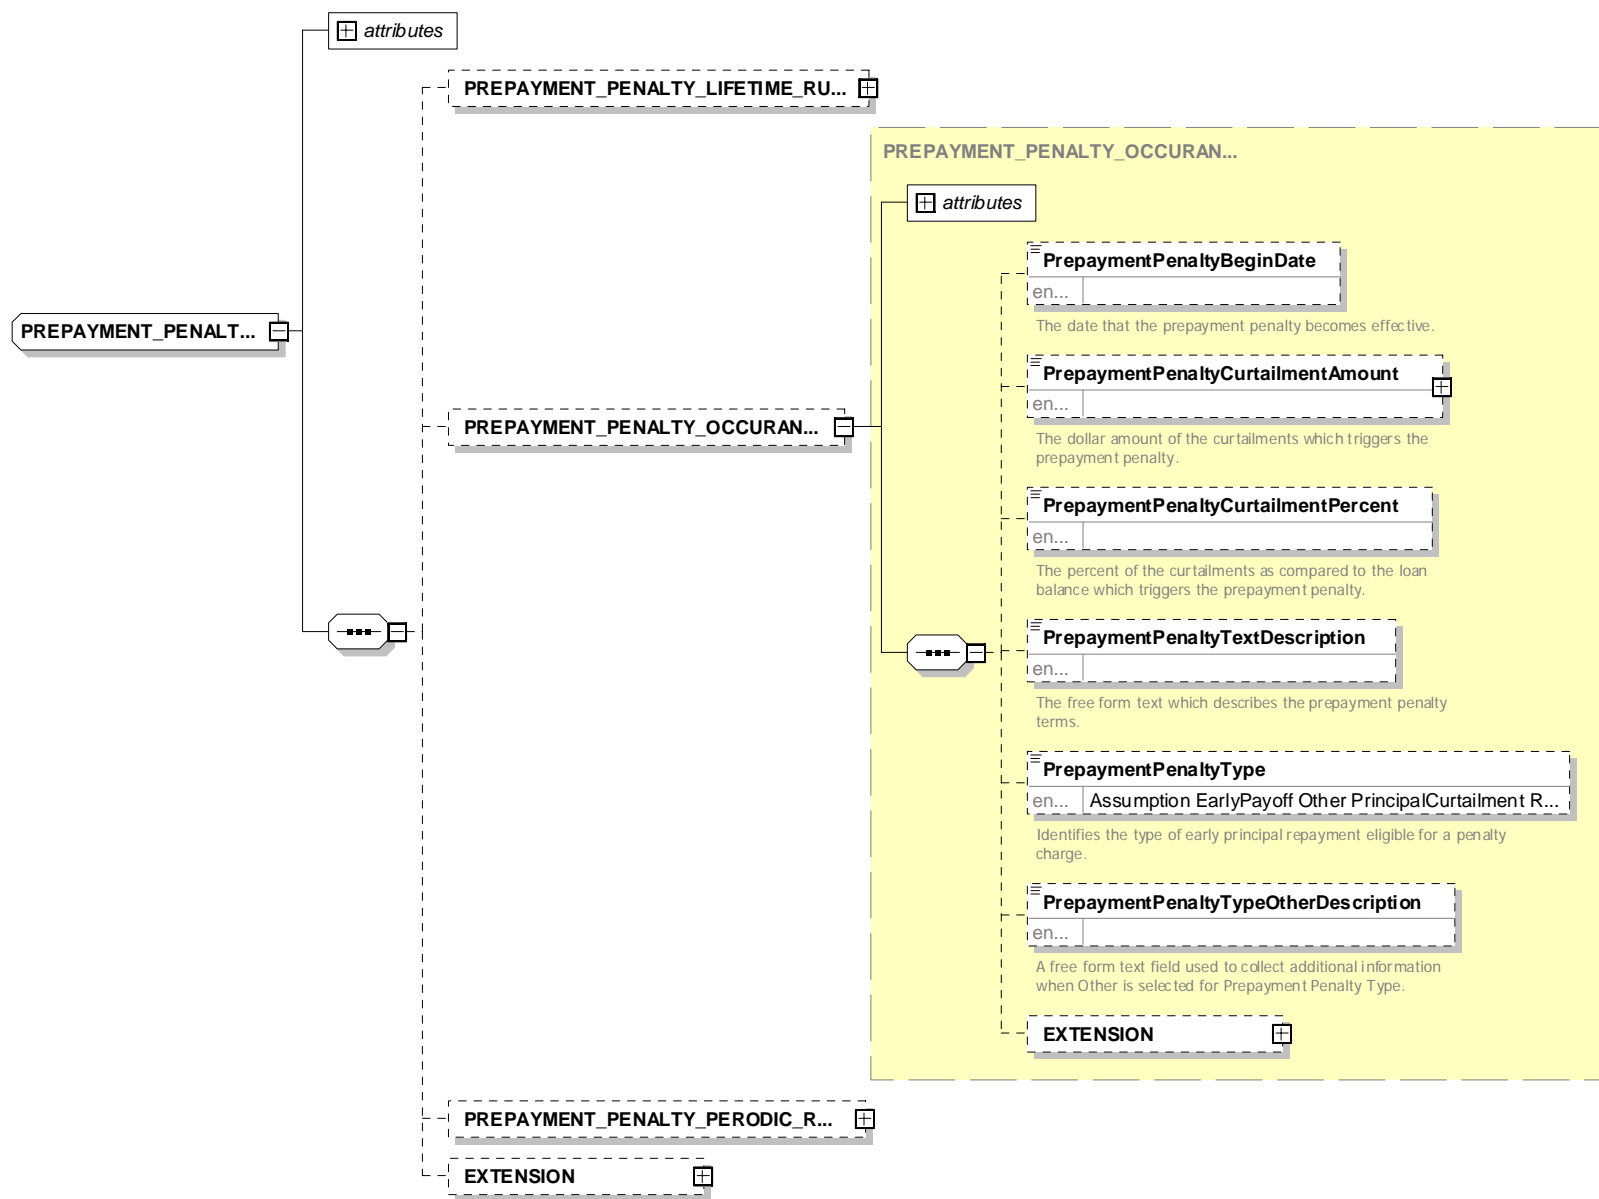 attributes
PREPAYMENT_PENALTY_LIFETIME_RU...
PREPAYMENT_PENALTY_OCCURAN...
attributes
PrepaymentPenaltyBeginDate
en...
The date that the prepayment penalty becomes effective.
PREPAYMENT_PENALT...
PrepaymentPenaltyCurtailmentAmount
en...
The dollar amount of the curtailments which triggers the
prepayment penalty.
PREPAYMENT_PENALTY_OCCURAN...
PrepaymentPenaltyCurtailmentPercent
en...
The percent of the curtailments as compared to the loan
balance which triggers the prepayment penalty.
PrepaymentPenaltyTextDescription
en...
The free form text which describes the prepayment penalty
terms.
PrepaymentPenaltyType
en... Assumption EarlyPayoff Other PrincipalCurtailment R...
Identifies the type of early principal repayment eligible for a penalty
charge.
PrepaymentPenaltyTypeOtherDescription
en...
A free form text field used to collect additional information
when Other is selected for Prepayment Penalty Type.
EXTENSION
PREPAYMENT_PENALTY_PERODIC_R...
EXTENSION